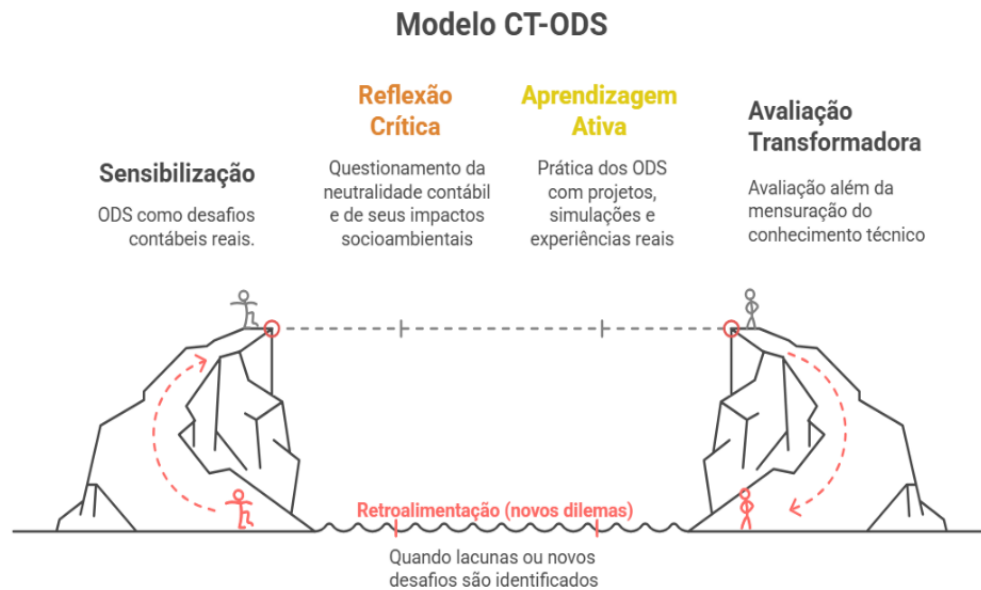 Modelo CT-ODS
Sensibilização
ODS como desafios
contábeis reais.
Reflexão
Crítica
Questionamento da
neutralidade contábil
e de seus impactos
socioambientais
Aprendizagem
Ativa
Prática dos ODS
com projetos,
simulações e
experiências reais
Avaliação
Transformadora
Avaliação além da
mensuração do
conhecimento técnico
Retroalimentação (novos dilemas)
Quando lacunas ou novos
desafios são identificados